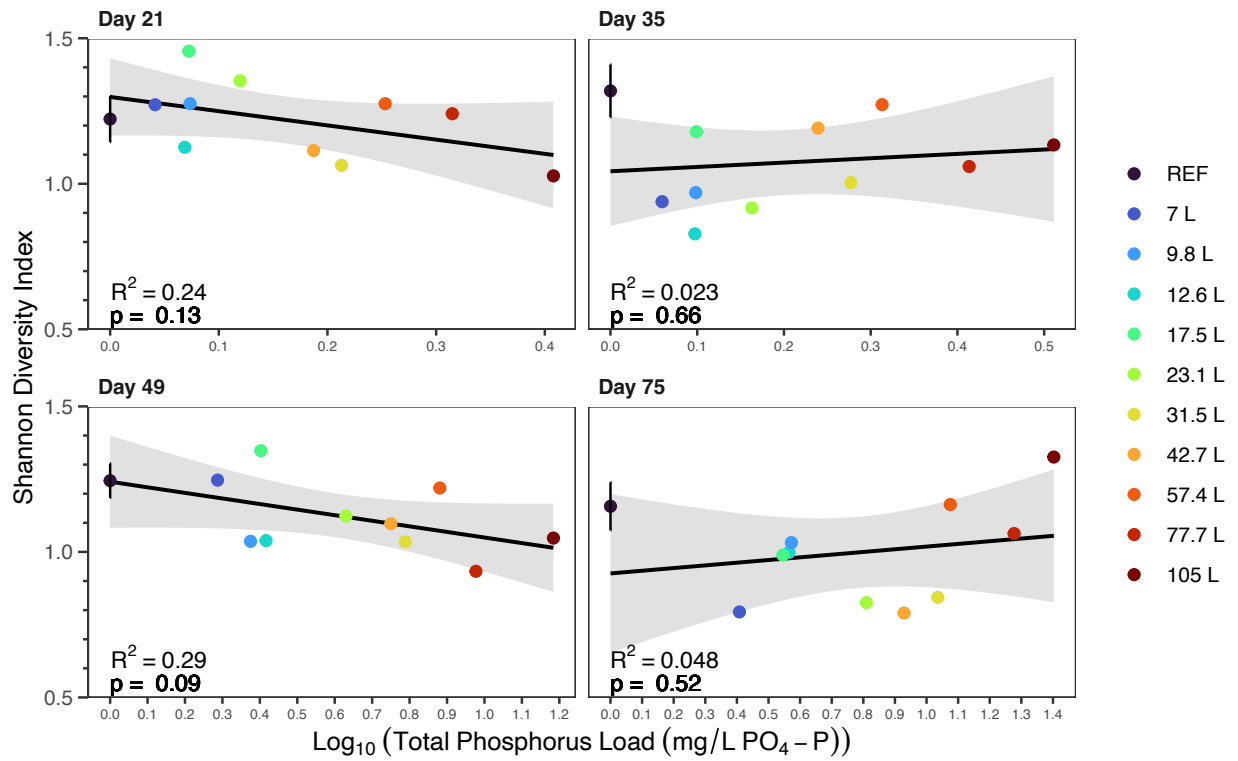 Day 21
Day 35
Shannon Diversity Index
1.5
1.0
0.5
R² = 0.24
p = 0.13
0.0 0.1 0.2 0.3 0.4
R² = 0.023
p = 0.66
0.0 0.1 0.2 0.3 0.4 0.5
Day 49
Day 75
1.5
1.0
0.5
R² = 0.29
p = 0.09
0.0 0.1 0.2 0.3 0.4 0.5 0.6 0.7 0.8 0.9 1.0 1.1 1.2
R² = 0.048
p = 0.52
0.0 0.1 0.2 0.3 0.4 0.5 0.6 0.7 0.8 0.9 1.0 1.1 1.2 1.3 1.4
Log₁₀ (Total Phosphorus Load (mg/L PO₄ – P))
REF
7 L
9.8 L
12.6 L
17.5 L
23.1 L
31.5 L
42.7 L
57.4 L
77.7 L
105 L